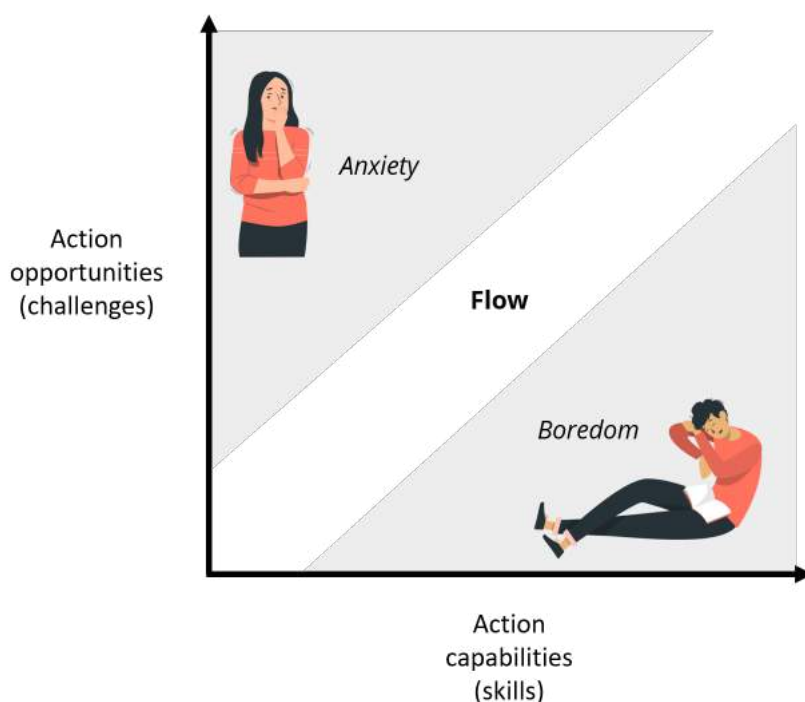 Anxiety
Action
opportunities
(challenges)
Flow
Boredom
Action
capabilities
(skills)